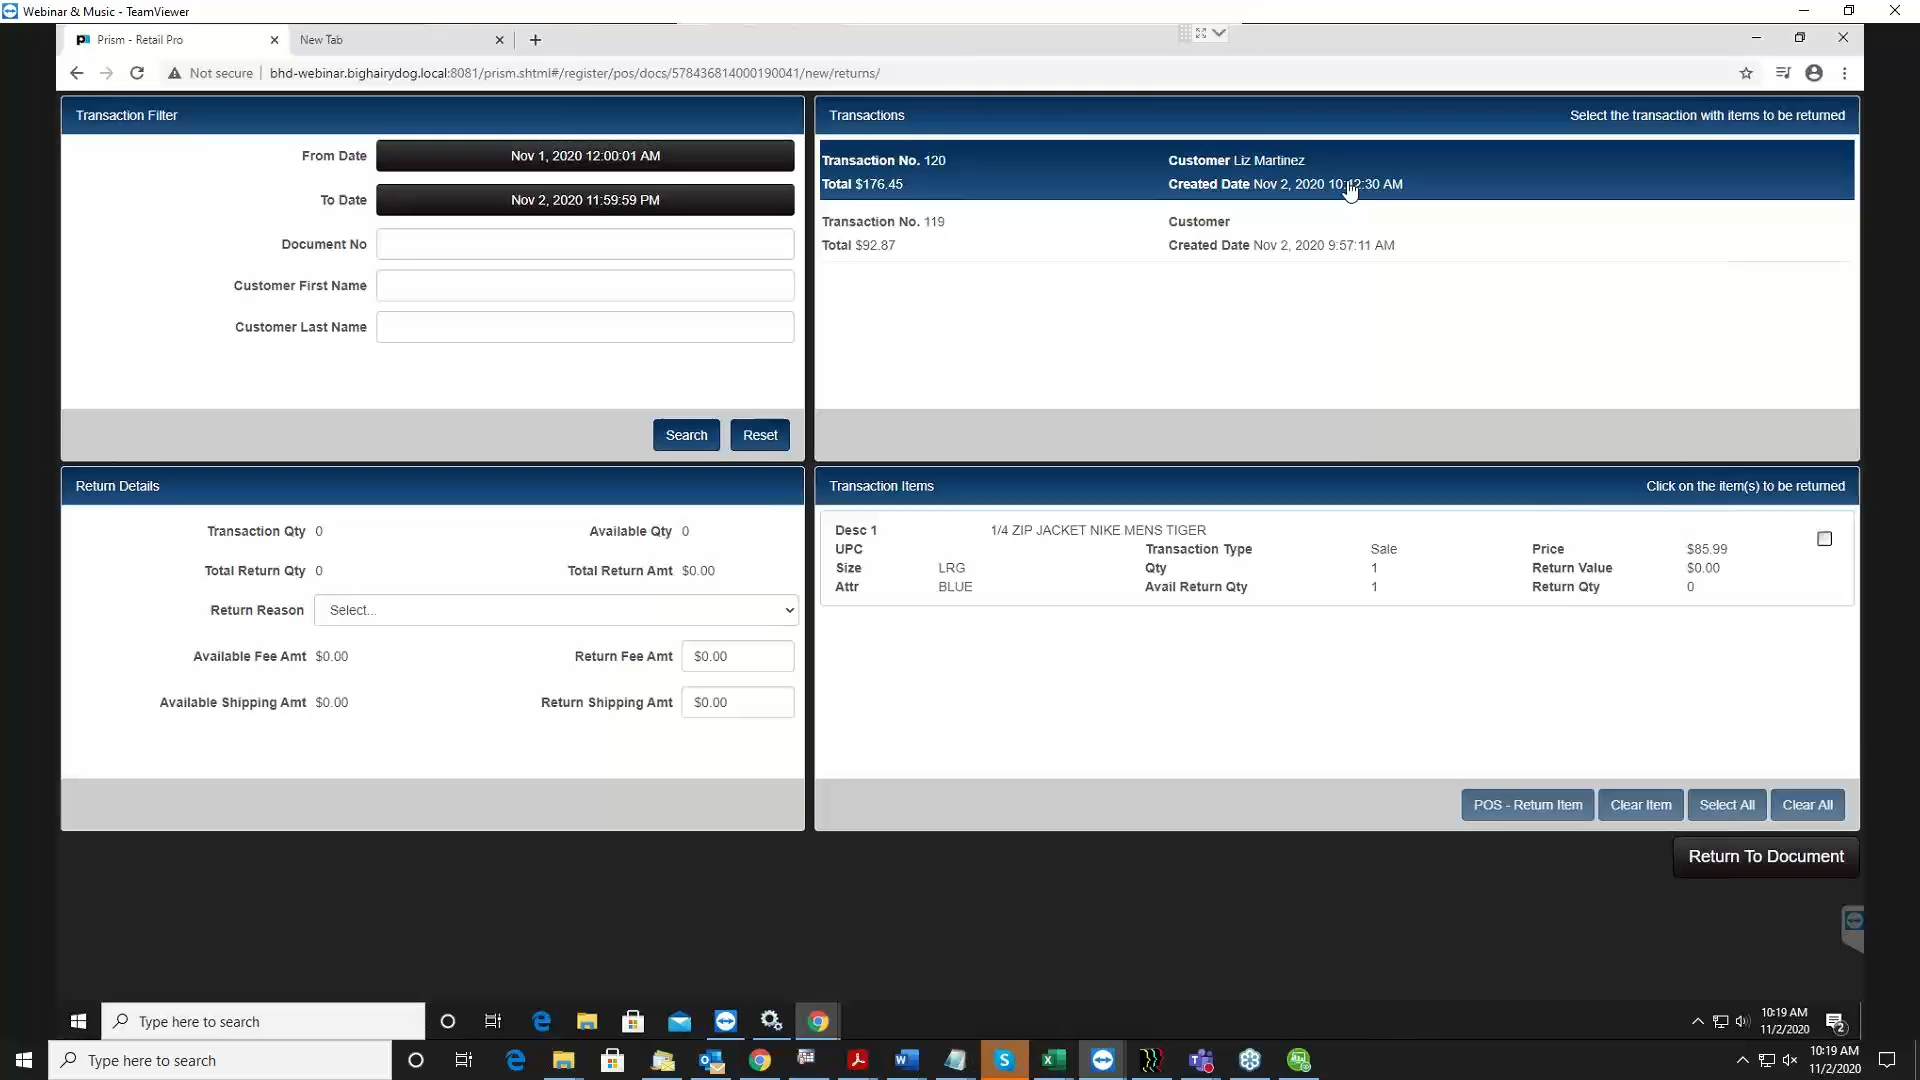 Webinar & Music - TeamViewer
Prism - Retail Pro
New Tab
Not secure
bhd-webinar.bighairydog.local:8081/prism.shtml#/register/pos/docs/578436814000190041/new/returns/
Transaction Filter
From Date Nov 1, 2020 12:00:01 AM
To Date Nov 2, 2020 11:59:59 PM
Document No
Customer First Name
Customer Last Name
Search Reset
Transactions Select the transaction with items to be returned
Transaction No. 120 Customer Liz Martinez
Total $176.45 Created Date Nov 2, 2020 10:12:30 AM
Transaction No. 119 Customer
Total $92.87 Created Date Nov 2, 2020 9:57:11 AM
Return Details
Transaction Qty 0 Available Qty 0
Total Return Qty 0 Total Return Amt $0.00
Return Reason Select...
Available Fee Amt $0.00 Return Fee Amt $0.00
Available Shipping Amt $0.00 Return Shipping Amt $0.00
Transaction Items Click on the item(s) to be returned
Desc 1 1/4 ZIP JACKET NIKE MENS TIGER
UPC Transaction Type Sale Price $85.99
Size LRG Qty 1 Return Value $0.00
Attr BLUE Avail Return Qty 1 Return Qty 0
POS - Return Item Clear Item Select All Clear All
Return To Document
Type here to search
10:19 AM
11/2/2020
2
Type here to search
10:19 AM
11/2/2020